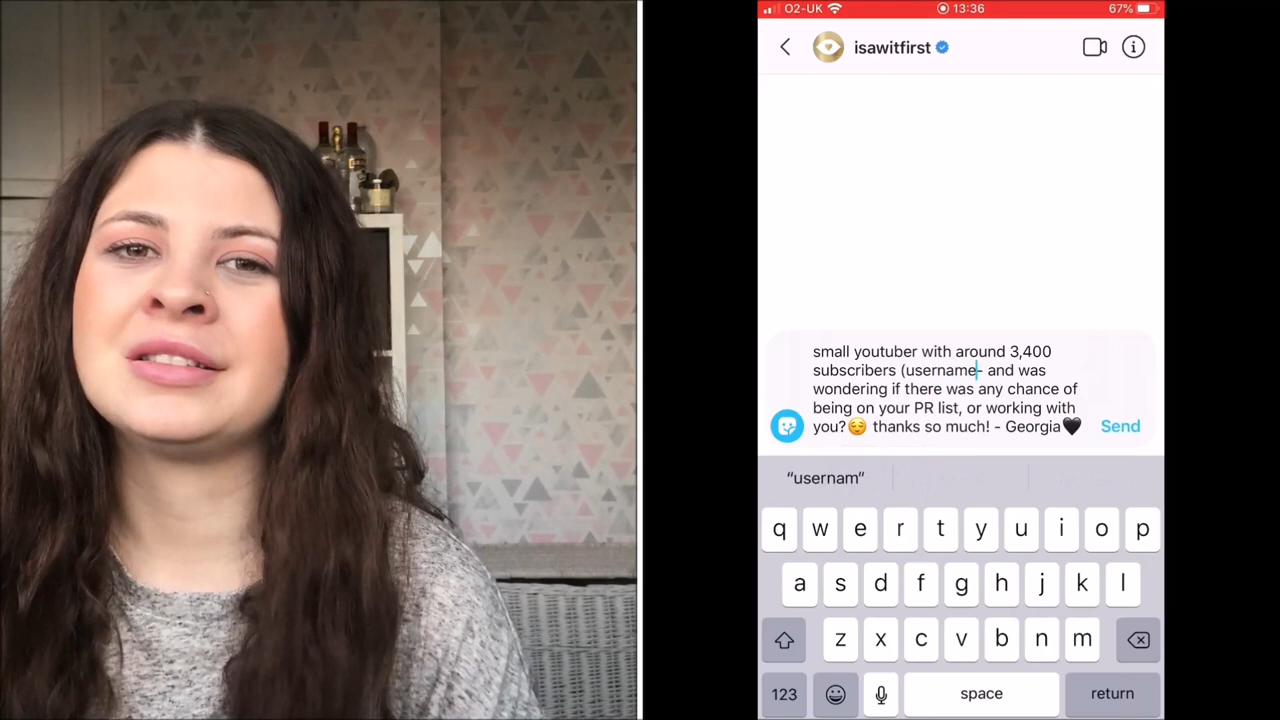 O2-UK 13:36 67%
isawitfirst
small youtuber with around 3,400
subscribers (username- and was
wondering if there was any chance of
being on your PR list, or working with
you?😌 thanks so much! - Georgia🖤
Send
“usernam“
q w e r t y u i o p
a s d f g h j k l
z x c v b n m
123 space return